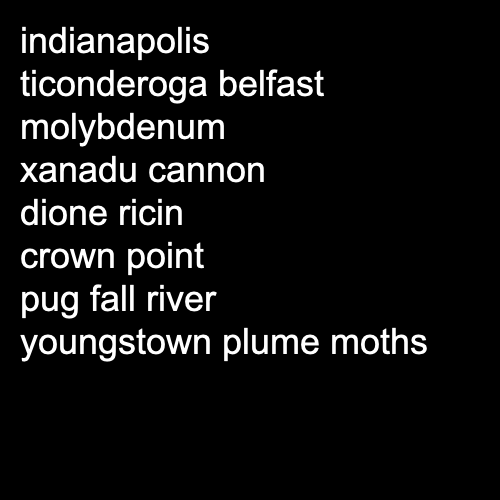 indianapolis
ticonderoga belfast
molybdenum
xanadu cannon
dione ricin
crown point
pug fall river
youngstown plume moths